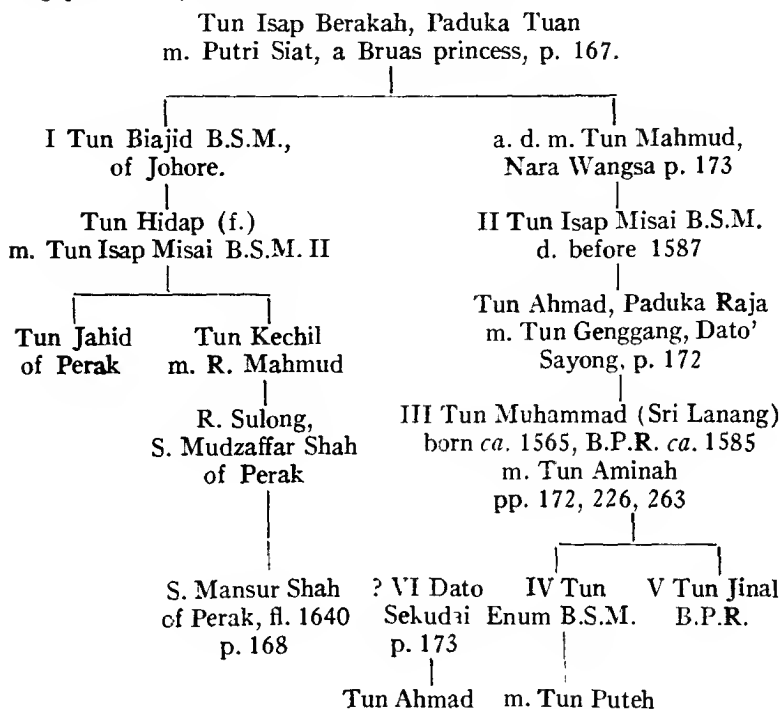 Tun Isap Berakah, Paduka Tuan
m. Putri Siat, a Bruas princess, p. 167.
I Tun Biajid B.S.M.,
of Johore.
a. d. m. Tun Mahmud,
Nara Wangsa p. 173
Tun Hidap (f.)
m. Tun Isap Misai B.S.M. II
II Tun Isap Misai B.S.M.
d. before 1587
Tun Jahid
of Perak
Tun Kechil
m. R. Mahmud
Tun Ahmad, Paduka Raja
m. Tun Genggang, Dato'
Sayong, p. 172
R. Sulong,
S. Mudzaffar Shah
of Perak
III Tun Muhammad (Sri Lanang)
born ca. 1565, B.P.R. ca. 1585
m. Tun Aminah
pp. 172, 226, 263
S. Mansur Shah
of Perak, fl. 1640
p. 168
? VI Dato
Sekudai
p. 173
IV Tun
Enum B.S.M.
V Tun Jinal
B.P.R.
Tun Ahmad m. Tun Puteh